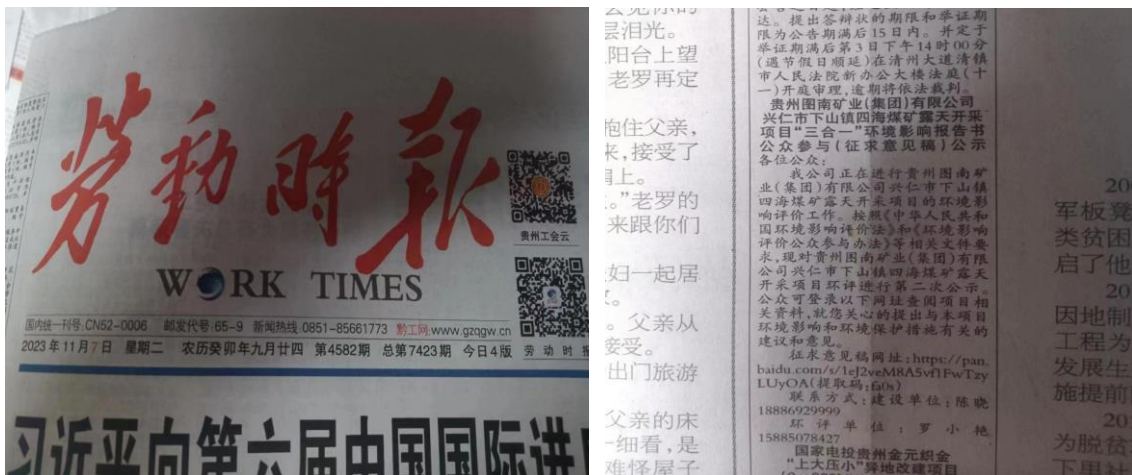 劳动时报
贵州工会云
WORK TIMES
国内统一刊号:CN52-0006 邮发代号:65-9 新闻热线:0851-85661773 黔工网:www.gzqgw.cn
2023年11月7日 星期二 农历癸卯年九月廿四 第4582期 总第7423期 今日4版 劳动时报
习近平向第六届中国国际进
层泪光。
阳台上望
老罗再定
抱住父亲,
来,接受了
肩上。
。”老罗的
来跟你们
妇一起居
。父亲从
接受。
出门旅游
父亲的床
一细看,是
难怪屋子
达。提出答辩状的期限和举证期
限为公告期满后15日内。并定于
举证期满后第3日下午14时00分
(遇节假日顺延)在清州大道清镇
市人民法院新办公大楼法庭(十
一)开庭审理,逾期将依法裁判。
贵州图南矿业(集团)有限公司
兴仁市下山镇四海煤矿露天开采
项目“三合一”环境影响报告书
公众参与(征求意见稿)公示
各位公众:
我公司正在进行贵州图南矿
业(集团)有限公司兴仁市下山镇
四海煤矿露天开采项目的环境影
响评价工作。按照《中华人民共和
国环境影响评价法》和《环境影响
评价公众参与办法》等相关文件要
求,现对贵州图南矿业(集团)有限
公司兴仁市下山镇四海煤矿露天
开采项目环评进行第二次公示。
公众可登录以下网址查阅项目相
关资料,就您关心的提出与本项目
环境影响和环境保护措施有关的
建议和意见。
征求意见稿网址:https://pan.
baidu.com/s/1eJ2veM8A5vf1FwTzy
LUyOA(提取码:fi0s)
联系方式:建设单位:陈晓
18886929999
环评单位:罗小艳
15885078427
国家电投贵州金元织金
“上大压小”异地改建项目
20
军板凳
类贫困
启了他
20
因地制
工程为
发展生
施提前
20
为脱贫